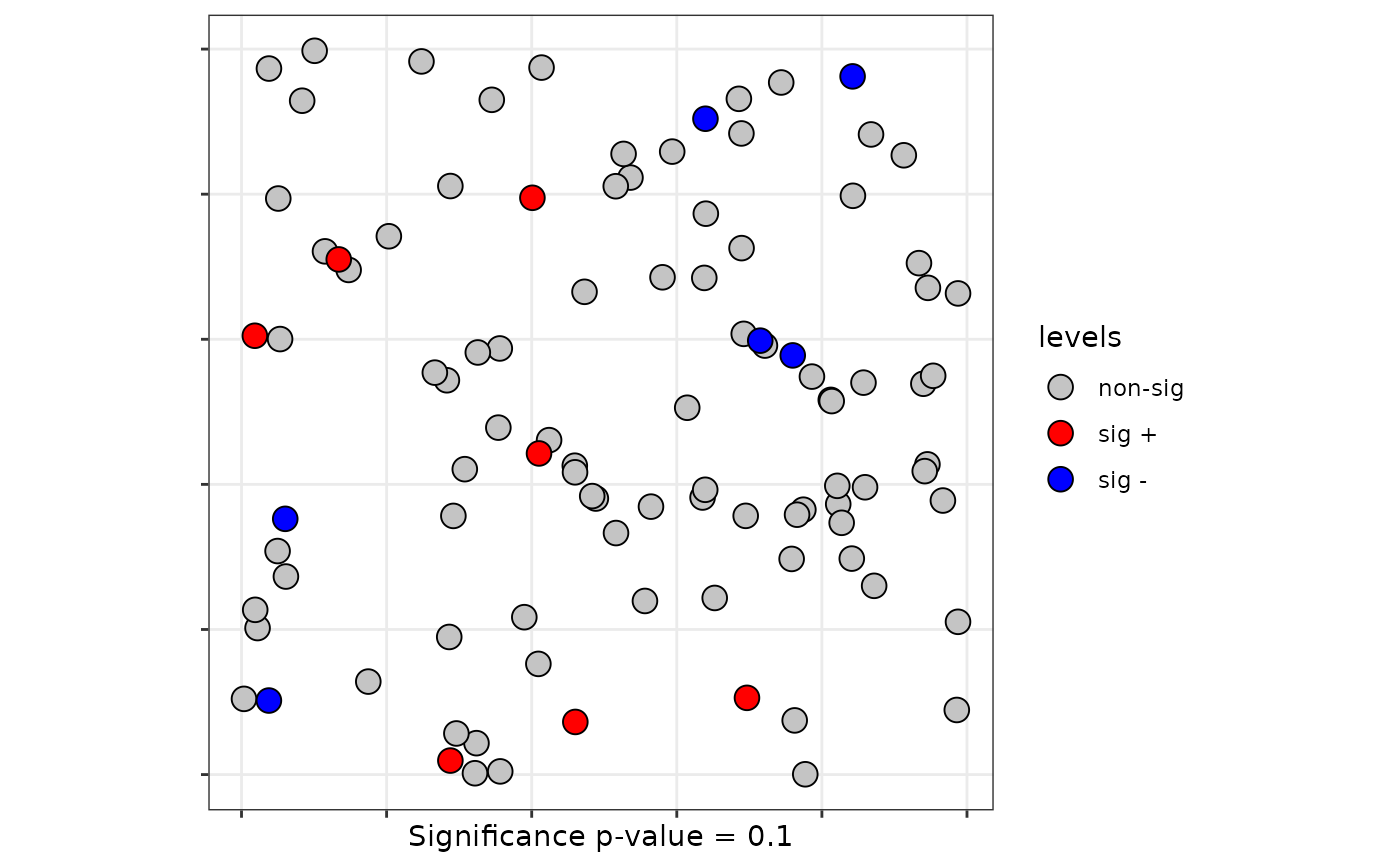 levels
non-sig
sig +
sig -
Significance p-value = 0.1